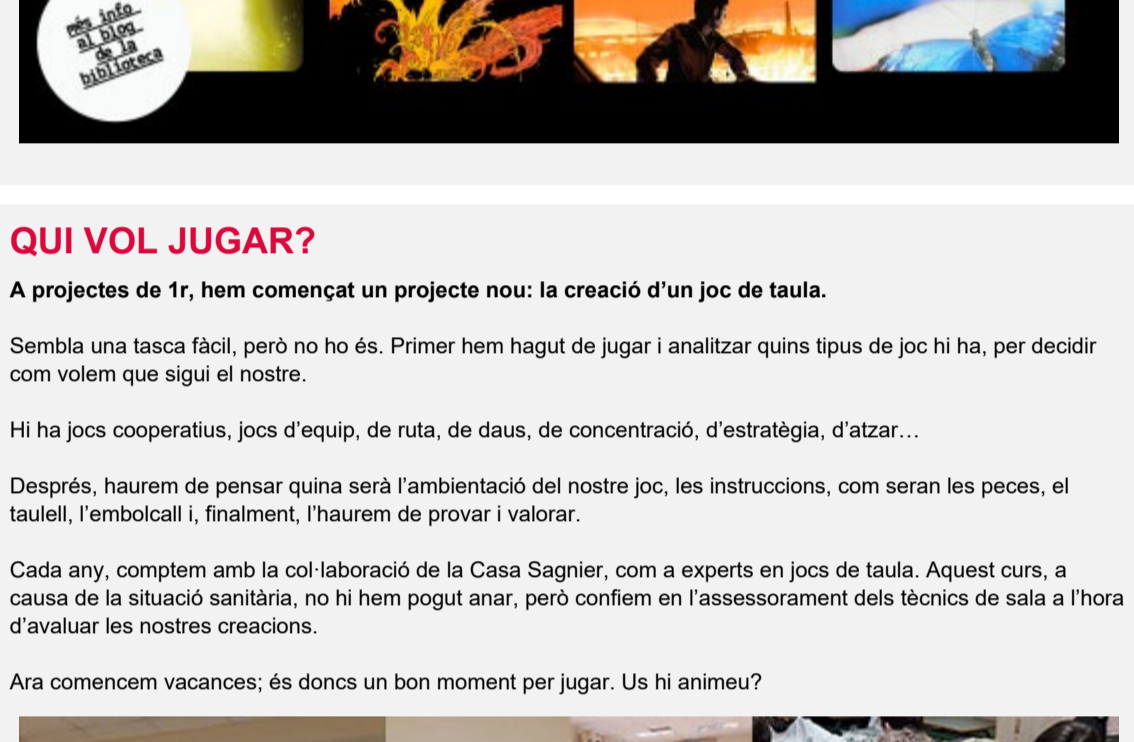 més info
al blog
de la
biblioteca
QUI VOL JUGAR?
A projectes de 1r, hem començat un projecte nou: la creació d’un joc de taula.
Sembla una tasca fàcil, però no ho és. Primer hem hagut de jugar i analitzar quins tipus de joc hi ha, per decidir
com volem que sigui el nostre.
Hi ha jocs cooperatius, jocs d’equip, de ruta, de daus, de concentració, d’estratègia, d’atzar…
Després, haurem de pensar quina serà l’ambientació del nostre joc, les instruccions, com seran les peces, el
taulell, l’embolcall i, finalment, l’haurem de provar i valorar.
Cada any, comptem amb la col·laboració de la Casa Sagnier, com a experts en jocs de taula. Aquest curs, a
causa de la situació sanitària, no hi hem pogut anar, però confiem en l’assessorament dels tècnics de sala a l’hora
d’avaluar les nostres creacions.
Ara comencem vacances; és doncs un bon moment per jugar. Us hi animeu?